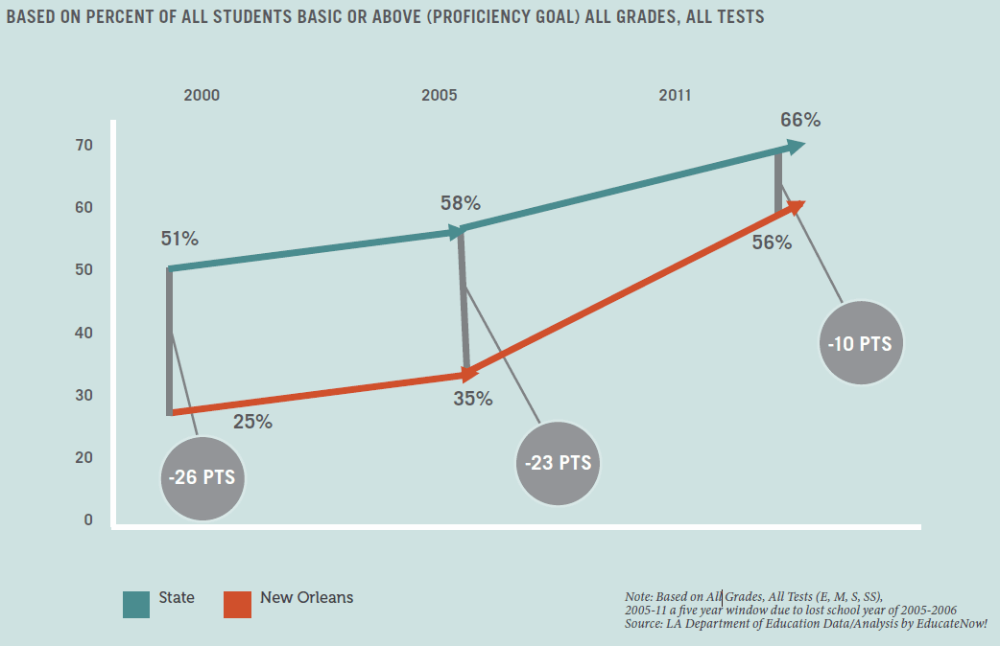 BASED ON PERCENT OF ALL STUDENTS BASIC OR ABOVE (PROFICIENCY GOAL) ALL GRADES, ALL TESTS
2000 2005 2011
66%
70
60
58%
51%
50
56%
40
-10 PTS
30
35%
25%
20
-26 PTS
-23 PTS
0
State New Orleans
Note: Based on All Grades, All Tests (E, M, S, SS),
2005-11 a five year window due to lost school year of 2005-2006
Source: LA Department of Education Data/Analysis by EducateNow!